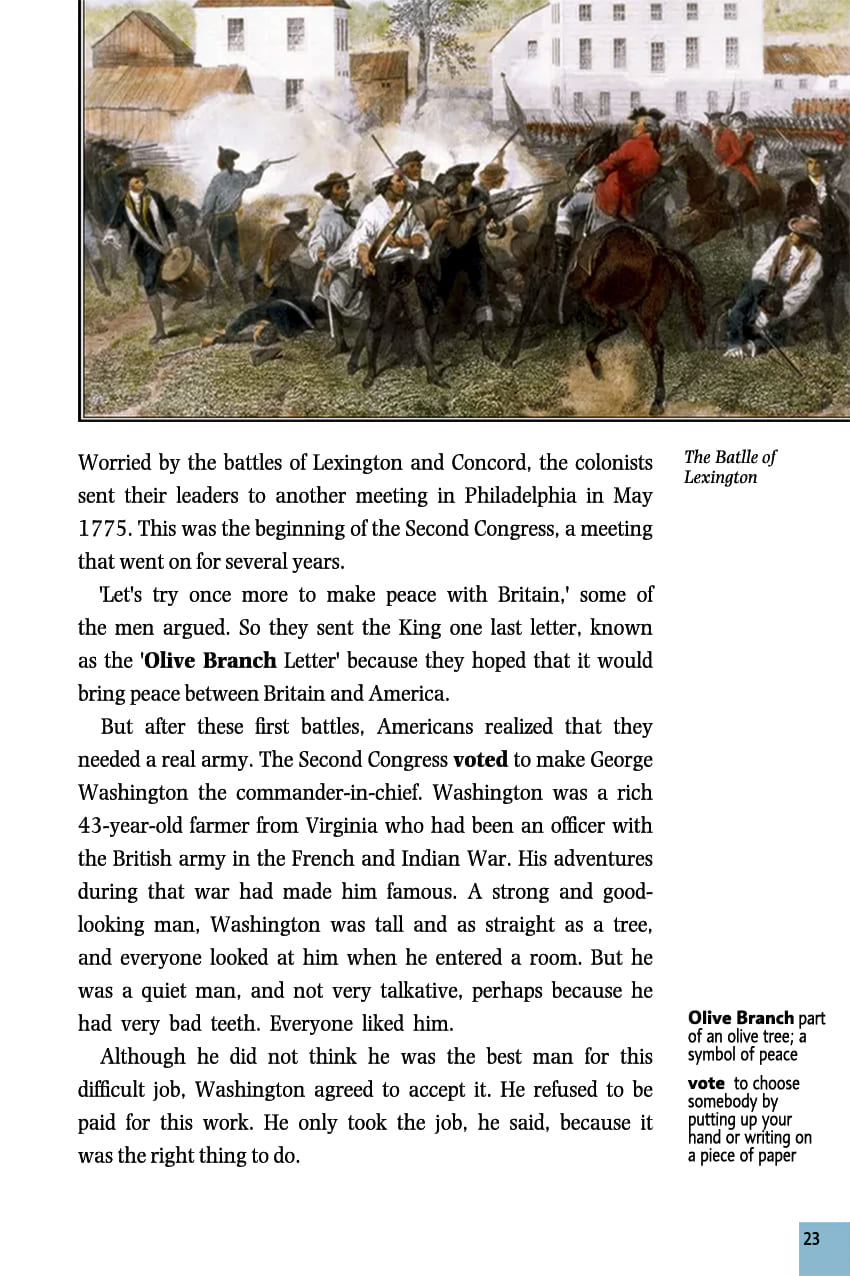 The Batlle of
Lexington
Worried by the battles of Lexington and Concord, the colonists
sent their leaders to another meeting in Philadelphia in May
1775. This was the beginning of the Second Congress, a meeting
that went on for several years.
'Let's try once more to make peace with Britain,' some of
the men argued. So they sent the King one last letter, known
as the 'Olive Branch Letter' because they hoped that it would
bring peace between Britain and America.
But after these first battles, Americans realized that they
needed a real army. The Second Congress voted to make George
Washington the commander-in-chief. Washington was a rich
43-year-old farmer from Virginia who had been an officer with
the British army in the French and Indian War. His adventures
during that war had made him famous. A strong and good-
looking man, Washington was tall and as straight as a tree,
and everyone looked at him when he entered a room. But he
was a quiet man, and not very talkative, perhaps because he
had very bad teeth. Everyone liked him.
Although he did not think he was the best man for this
difficult job, Washington agreed to accept it. He refused to be
paid for this work. He only took the job, he said, because it
was the right thing to do.
Olive Branch part
of an olive tree; a
symbol of peace
vote to choose
somebody by
putting up your
hand or writing on
a piece of paper
23